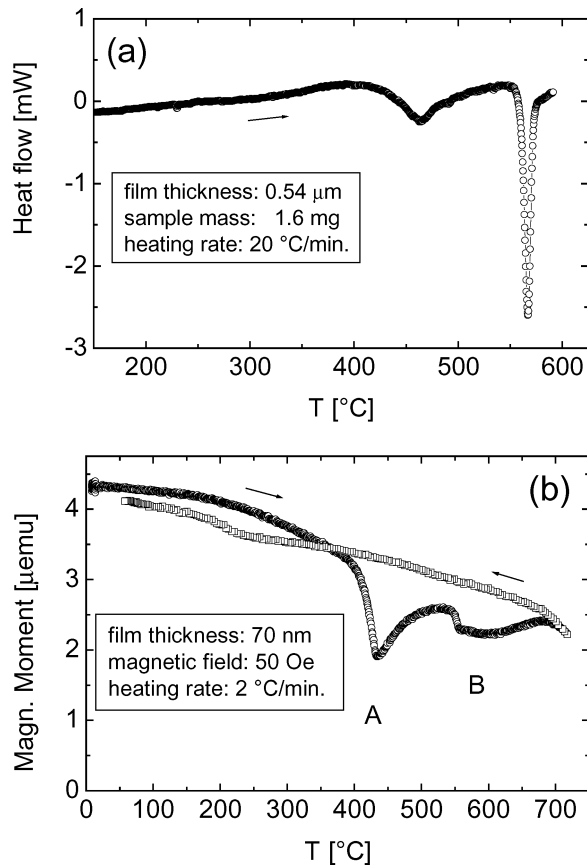 (a)
Heat flow [mW]
1
0
-1
-2
-3
film thickness: 0.54 μm
sample mass: 1.6 mg
heating rate: 20 °C/min.
200 300 400 500 600
T [°C]
(b)
Magn. Moment [μemu]
5
4
3
2
1
0
film thickness: 70 nm
magnetic field: 50 Oe
heating rate: 2 °C/min.
A
B
0 100 200 300 400 500 600 700
T [°C]